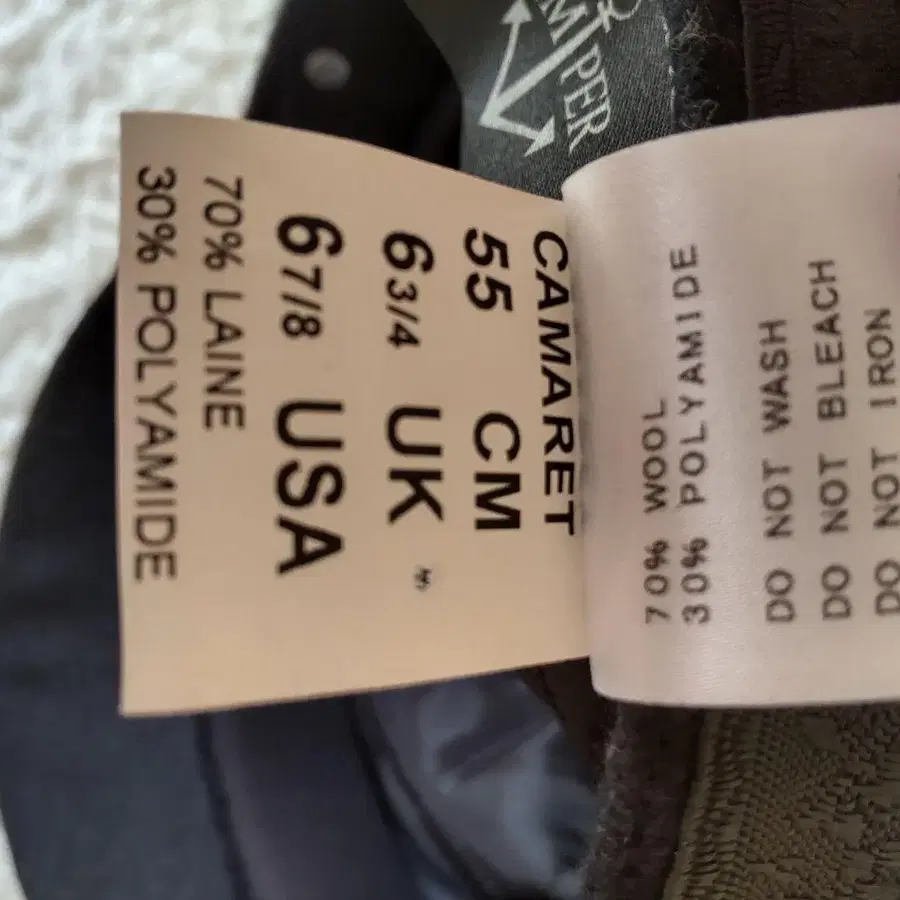 CAMARET
55 CM
6 3/4 UK
6 7/8 USA
70% LAINE
30% POLYAMIDE
70% WOOL
30% POLYAMIDE
DO NOT WASH
DO NOT BLEACH
DO NOT IRON